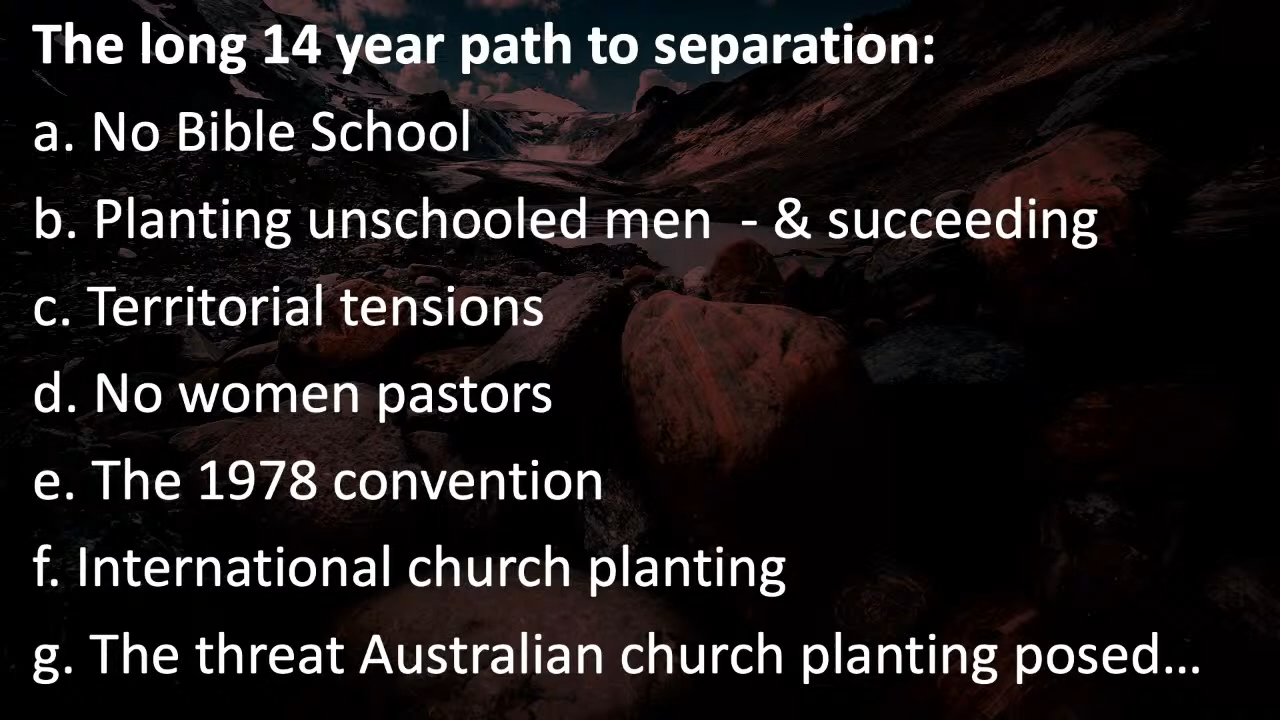 The long 14 year path to separation:
a. No Bible School
b. Planting unschooled men  - & succeeding
c. Territorial tensions
d. No women pastors
e. The 1978 convention
f. International church planting
g. The threat Australian church planting posed...